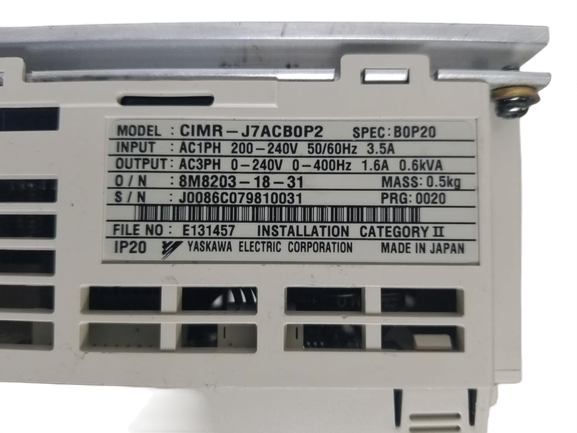 MODEL : CIMR-J7ACB0P2 SPEC: B0P20
INPUT : AC1PH 200-240V 50/60Hz 3.5A
OUTPUT : AC3PH 0-240V 0-400Hz 1.6A 0.6kVA
O / N : 8M8203-18-31 MASS: 0.5kg
S / N : J0086C079810031 PRG: 0020
FILE NO : E131457 INSTALLATION CATEGORY II
IP20 YASKAWA ELECTRIC CORPORATION MADE IN JAPAN